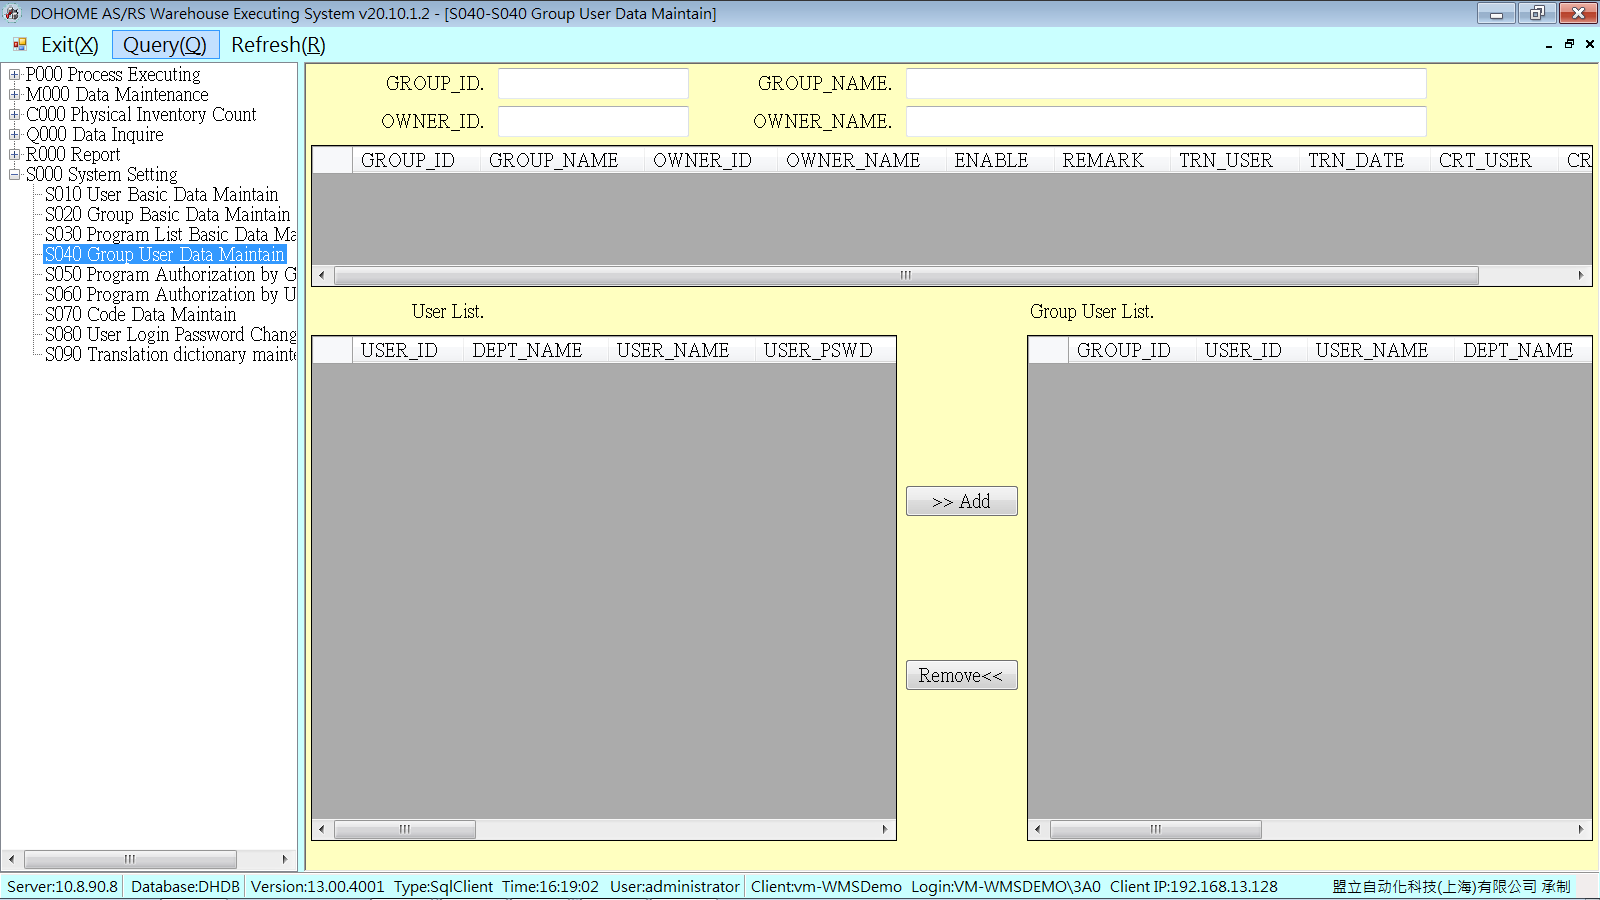 DOHOME AS/RS Warehouse Executing System v20.10.1.2 - [S040-S040 Group User Data Maintain]
Exit(X) Query(Q) Refresh(R)
P000 Process Executing
M000 Data Maintenance
C000 Physical Inventory Count
Q000 Data Inquire
R000 Report
S000 System Setting
S010 User Basic Data Maintain
S020 Group Basic Data Maintain
S030 Program List Basic Data Ma
S040 Group User Data Maintain
S050 Program Authorization by G
S060 Program Authorization by U
S070 Code Data Maintain
S080 User Login Password Chang
S090 Translation dictionary mainte
GROUP_ID. GROUP_NAME.
OWNER_ID. OWNER_NAME.
GROUP_ID GROUP_NAME OWNER_ID OWNER_NAME ENABLE REMARK TRN_USER TRN_DATE CRT_USER CR
User List. Group User List.
USER_ID DEPT_NAME USER_NAME USER_PSWD
GROUP_ID USER_ID USER_NAME DEPT_NAME
>> Add
Remove<<
Server:10.8.90.8 Database:DHDB Version:13.00.4001 Type:SqlClient Time:16:19:02 User:administrator Client:vm-WMSDemo Login:VM-WMSDEMO\3A0 Client IP:192.168.13.128 盟立自动化科技(上海)有限公司 承制